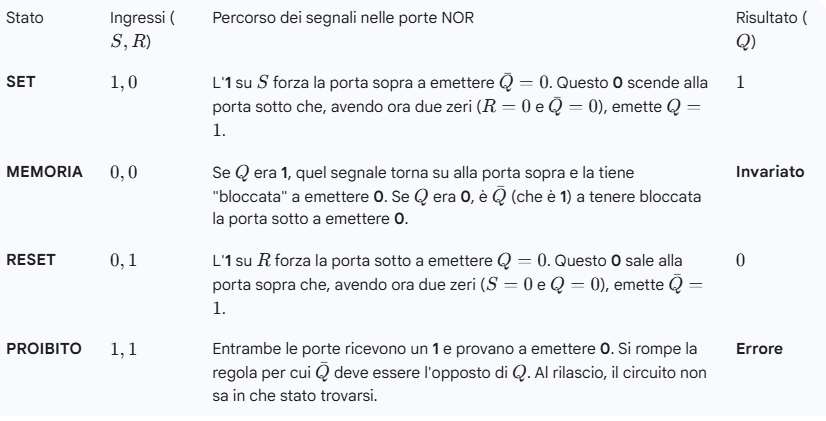 Stato Ingressi ( Percorso dei segnali nelle porte NOR Risultato (
S, R) Q)
SET 1, 0 L'1 su S forza la porta sopra a emettere Q̄ = 0. Questo 0 scende alla 1
porta sotto che, avendo ora due zeri (R = 0 e Q̄ = 0), emette Q =
1.
MEMORIA 0, 0 Se Q era 1, quel segnale torna su alla porta sopra e la tiene Invariato
"bloccata" a emettere 0. Se Q era 0, è Q̄ (che è 1) a tenere bloccata
la porta sotto a emettere 0.
RESET 0, 1 L'1 su R forza la porta sotto a emettere Q = 0. Questo 0 sale alla 0
porta sopra che, avendo ora due zeri (S = 0 e Q = 0), emette Q̄ =
1.
PROIBITO 1, 1 Entrambe le porte ricevono un 1 e provano a emettere 0. Si rompe la Errore
regola per cui Q̄ deve essere l'opposto di Q. Al rilascio, il circuito non
sa in che stato trovarsi.